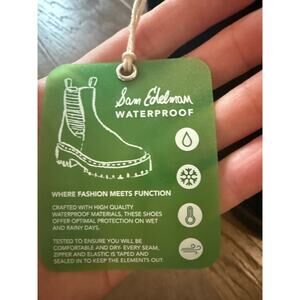 Sam Edelman
WATERPROOF
WHERE FASHION MEETS FUNCTION
CRAFTED WITH HIGH QUALITY
WATERPROOF MATERIALS, THESE SHOES
OFFER OPTIMAL PROTECTION ON WET
AND RAINY DAYS.
TESTED TO ENSURE YOU WILL BE
COMFORTABLE AND DRY- EVERY SEAM,
ZIPPER AND ELASTIC IS TAPED AND
SEALED IN TO KEEP THE ELEMENTS OUT.